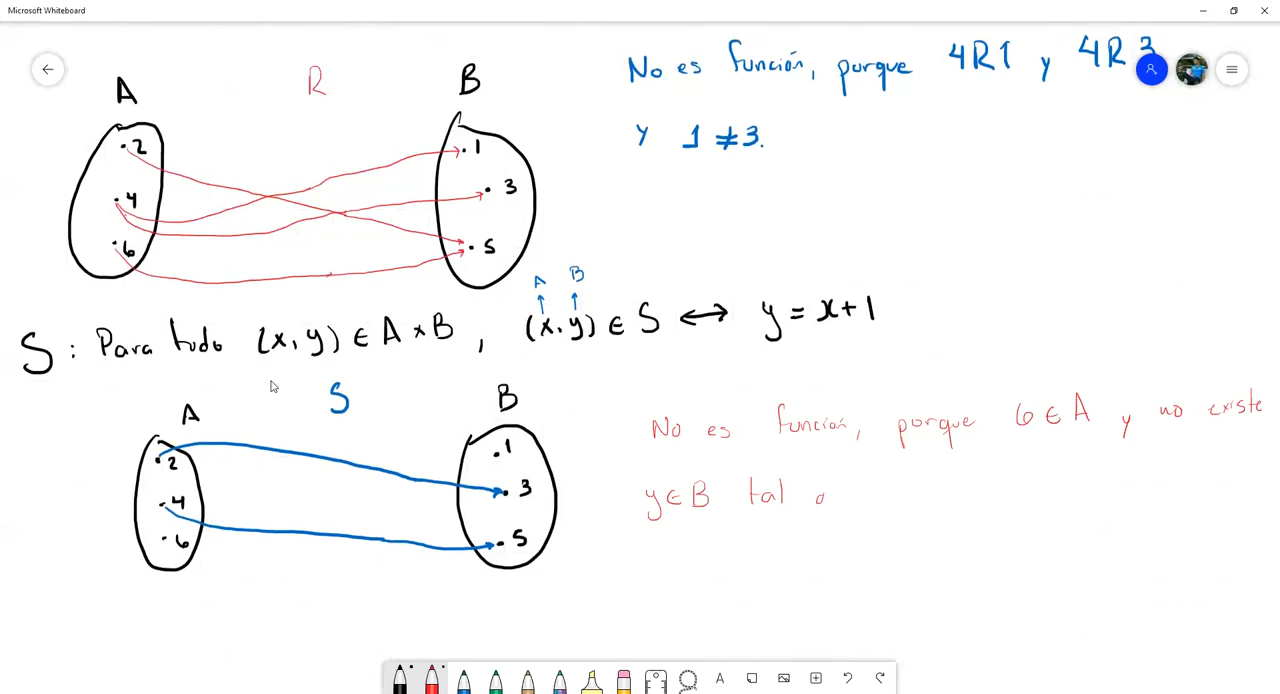 Microsoft Whiteboard
A R B
2 1
4 3
6 5
No es función, porque 4R1 y 4R3
y 1 ≠ 3.
A B
S : Para todo (x, y) ∈ A × B , (x, y) ∈ S ↔ y = x + 1
A S B
2 1
4 3
6 5
No es función, porque 6 ∈ A y no existe
y ∈ B tal
A